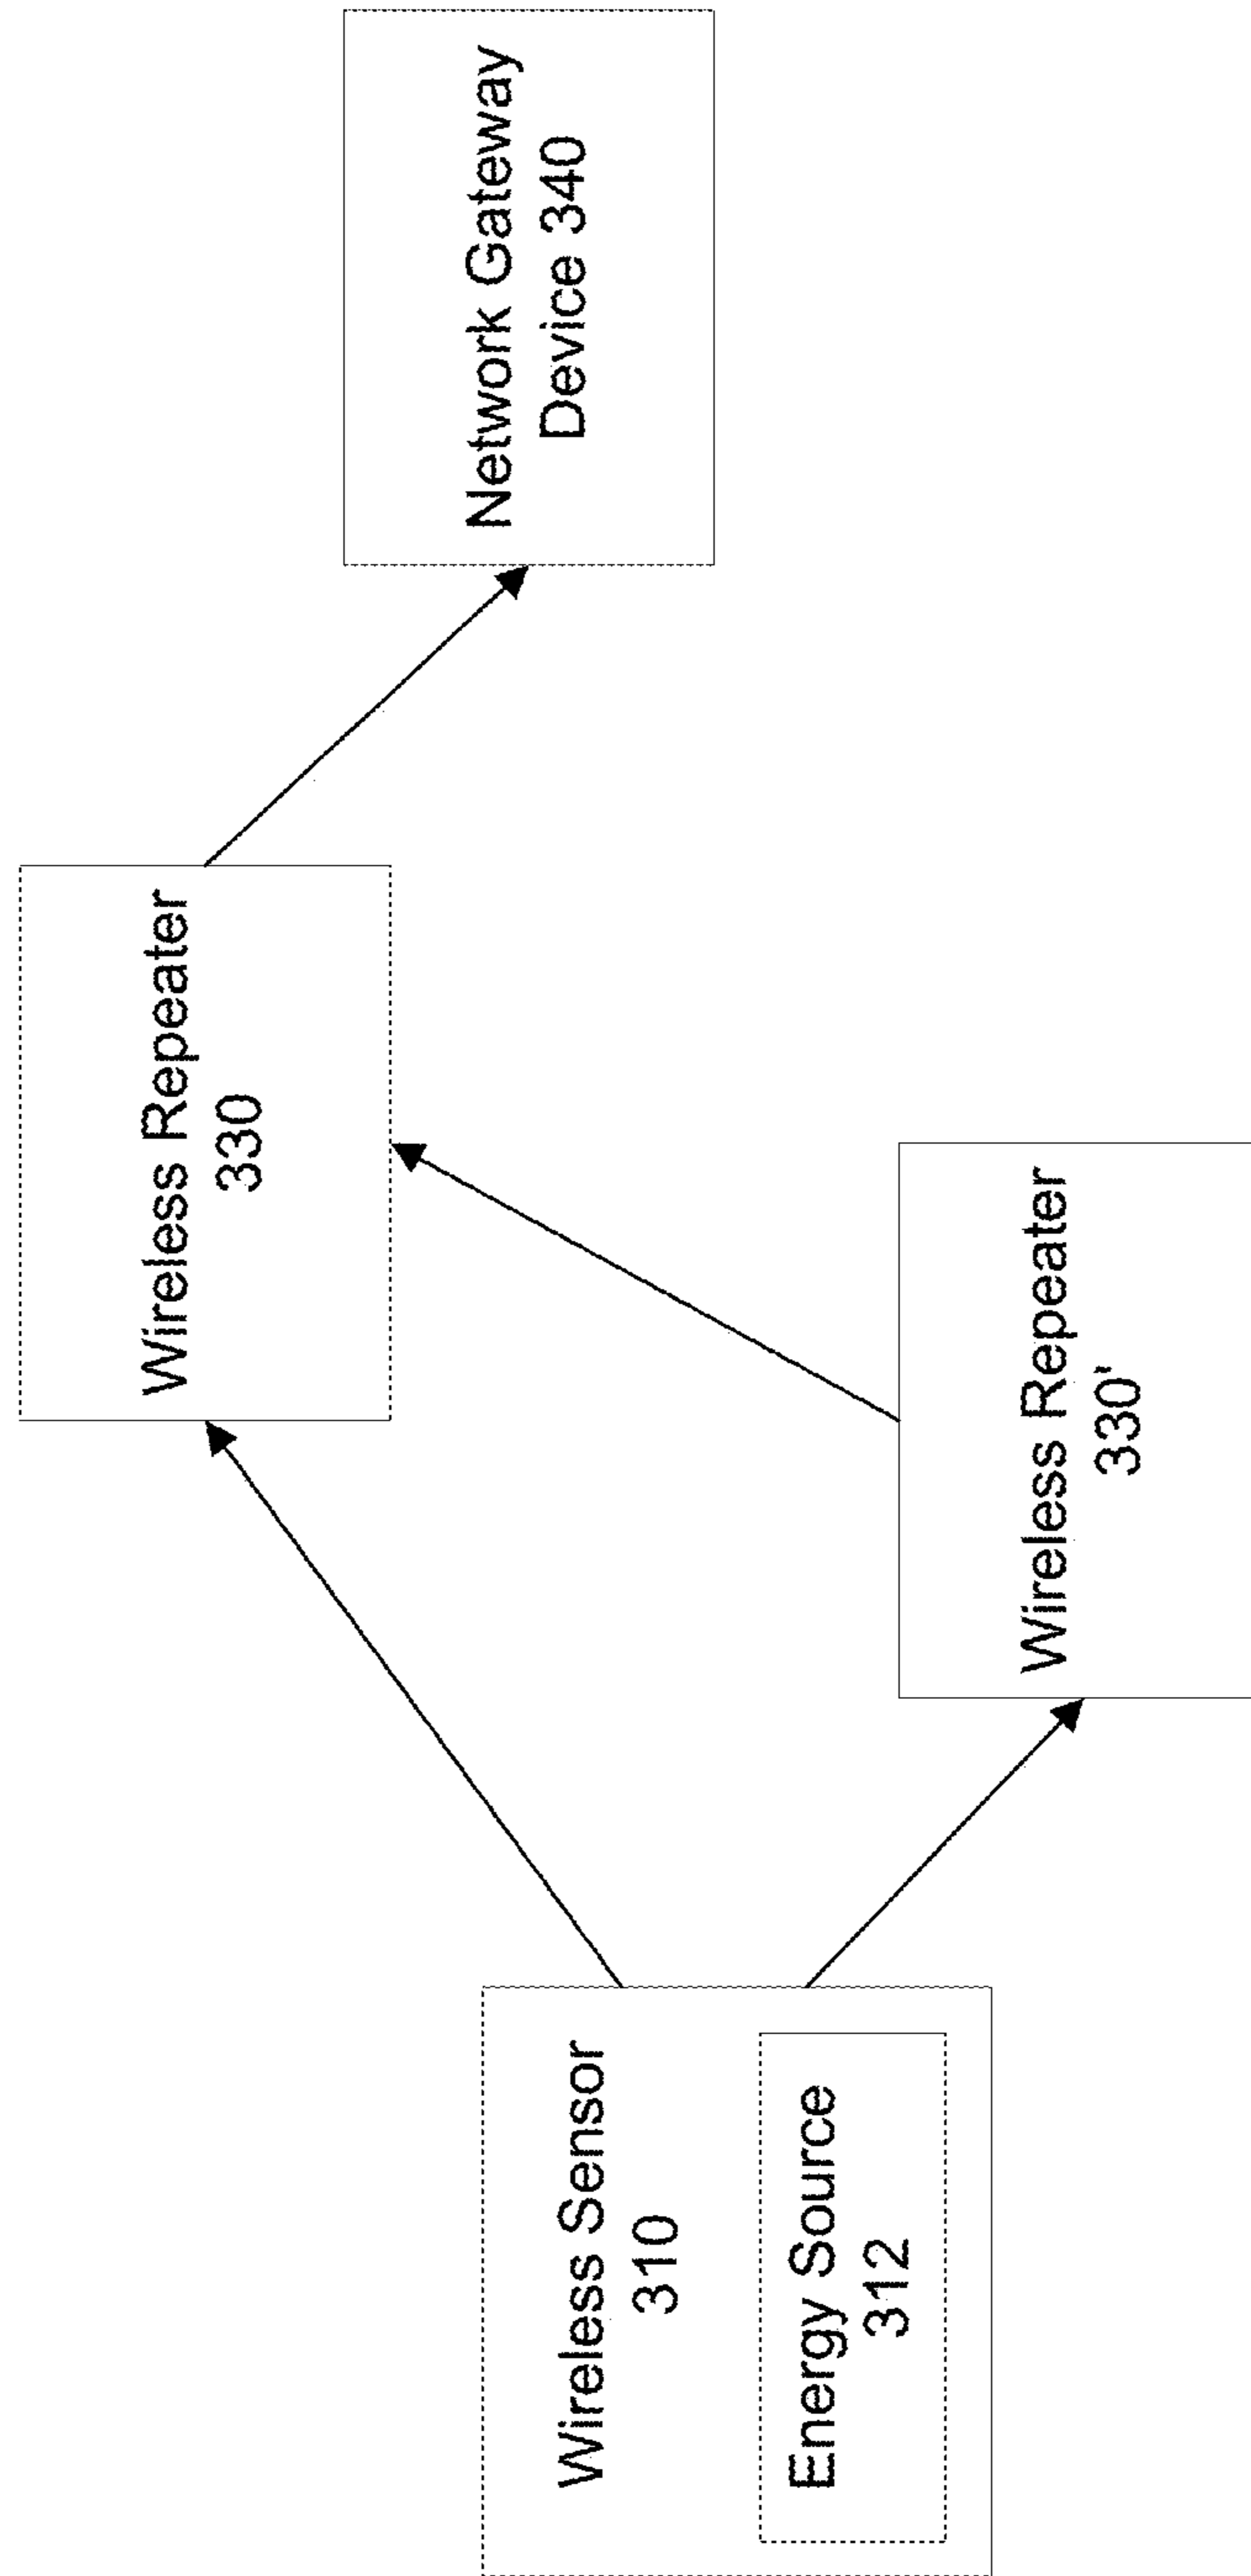 Wireless Sensor
310
Energy Source
312
Wireless Repeater
330
Wireless Repeater
330'
Network Gateway
Device 340